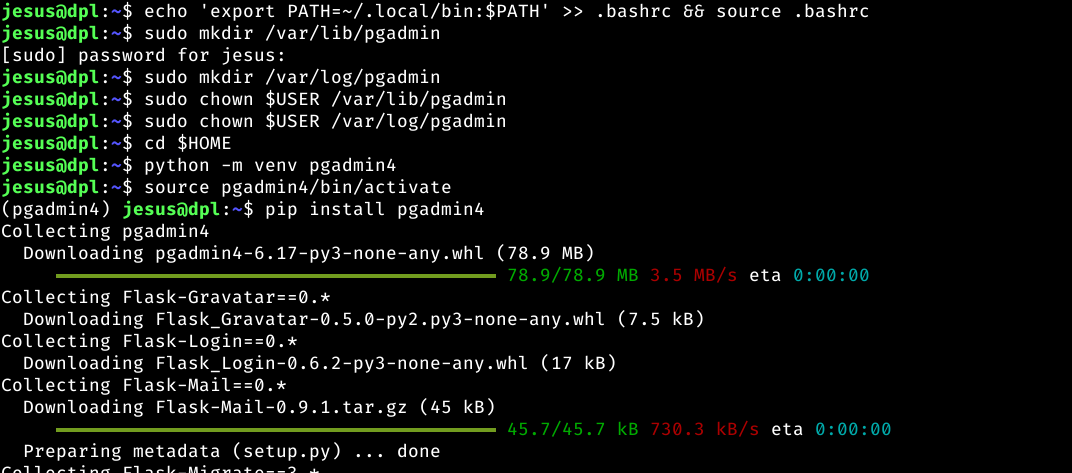 jesus@dpl:~$ echo 'export PATH=~/.local/bin:$PATH' >> .bashrc && source .bashrc
jesus@dpl:~$ sudo mkdir /var/lib/pgadmin
[sudo] password for jesus:
jesus@dpl:~$ sudo mkdir /var/log/pgadmin
jesus@dpl:~$ sudo chown $USER /var/lib/pgadmin
jesus@dpl:~$ sudo chown $USER /var/log/pgadmin
jesus@dpl:~$ cd $HOME
jesus@dpl:~$ python -m venv pgadmin4
jesus@dpl:~$ source pgadmin4/bin/activate
(pgadmin4) jesus@dpl:~$ pip install pgadmin4
Collecting pgadmin4
  Downloading pgadmin4-6.17-py3-none-any.whl (78.9 MB)
78.9/78.9 MB 3.5 MB/s eta 0:00:00
Collecting Flask-Gravatar==0.*
  Downloading Flask_Gravatar-0.5.0-py2.py3-none-any.whl (7.5 kB)
Collecting Flask-Login==0.*
  Downloading Flask_Login-0.6.2-py3-none-any.whl (17 kB)
Collecting Flask-Mail==0.*
  Downloading Flask-Mail-0.9.1.tar.gz (45 kB)
45.7/45.7 kB 730.3 kB/s eta 0:00:00
  Preparing metadata (setup.py) ... done
Collecting Flask-Migrate==3.*